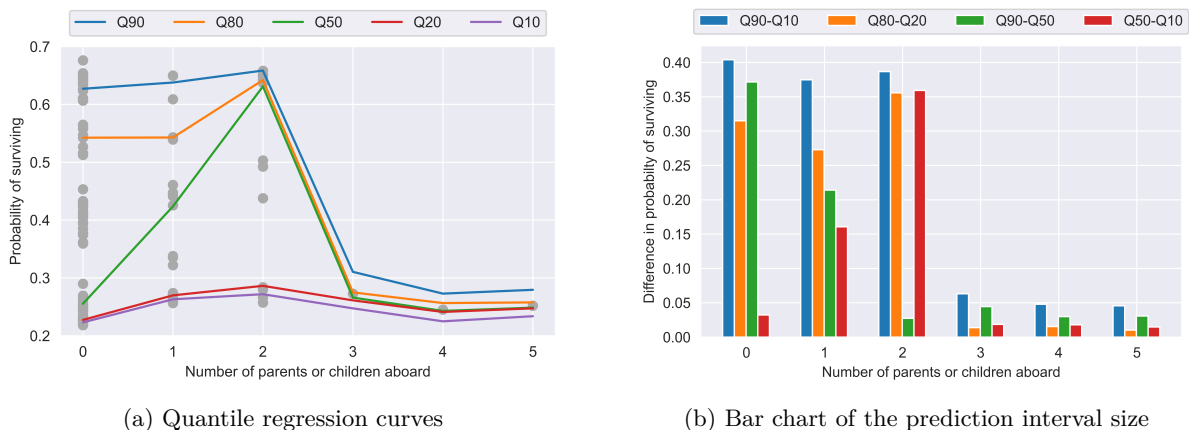 Q90 Q80 Q50 Q20 Q10
0.7
0.6
0.5
0.4
0.3
0.2
Probability of surviving
0 1 2 3 4 5
Number of parents or children aboard
(a) Quantile regression curves
Q90-Q10 Q80-Q20 Q90-Q50 Q50-Q10
0.40
0.35
0.30
0.25
0.20
0.15
0.10
0.05
0.00
Difference in probabilty of surviving
0 1 2 3 4 5
Number of parents or children aboard
(b) Bar chart of the prediction interval size